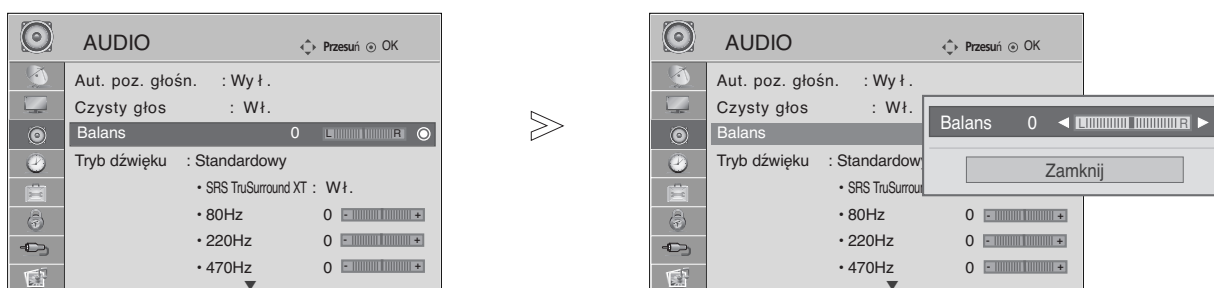 AUDIO Przesuń OK
Aut. poz. głośn. : Wył.
Czysty głos : Wł.
Balans 0 L R
Tryb dźwięku : Standardowy
• SRS TruSurround XT : Wł.
• 80Hz 0 - +
• 220Hz 0 - +
• 470Hz 0 - +
AUDIO Przesuń OK
Aut. poz. głośn. : Wył.
Czysty głos : Wł.
Balans
Tryb dźwięku : Standardow
• SRS TruSurrou
• 80Hz 0 - +
• 220Hz 0 - +
• 470Hz 0 - +
Balans 0 L R
Zamknij